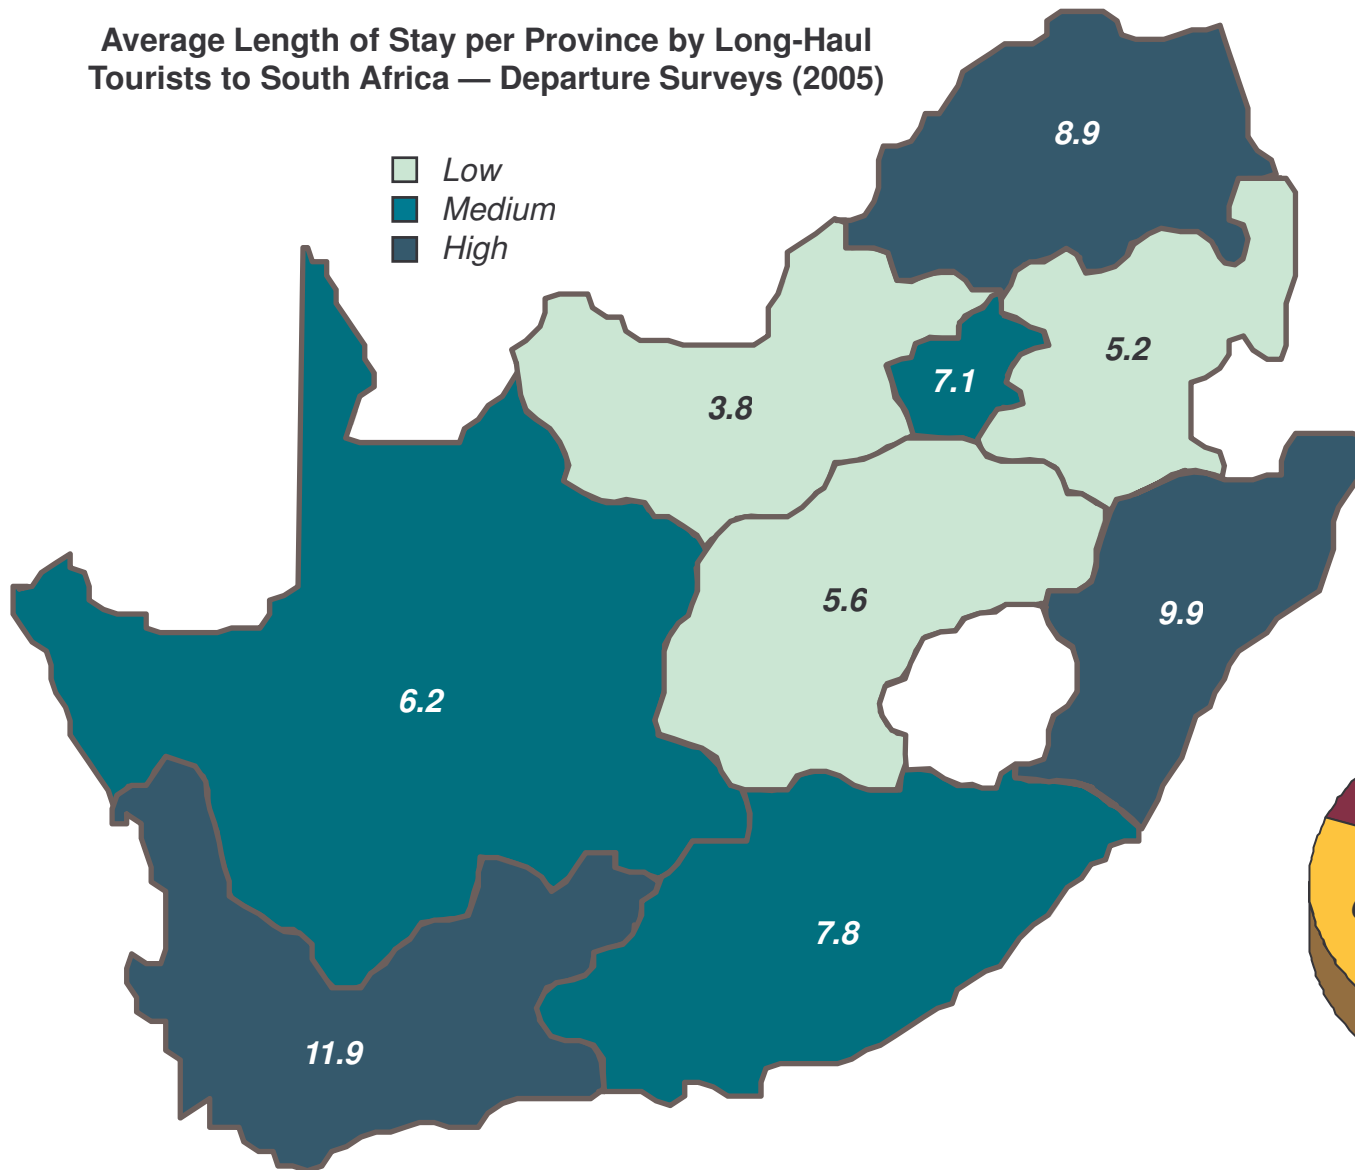 Average Length of Stay per Province by Long-Haul
Tourists to South Africa — Departure Surveys (2005)
Low
Medium
High
8.9
5.2
7.1
3.8
5.6
9.9
6.2
7.8
11.9